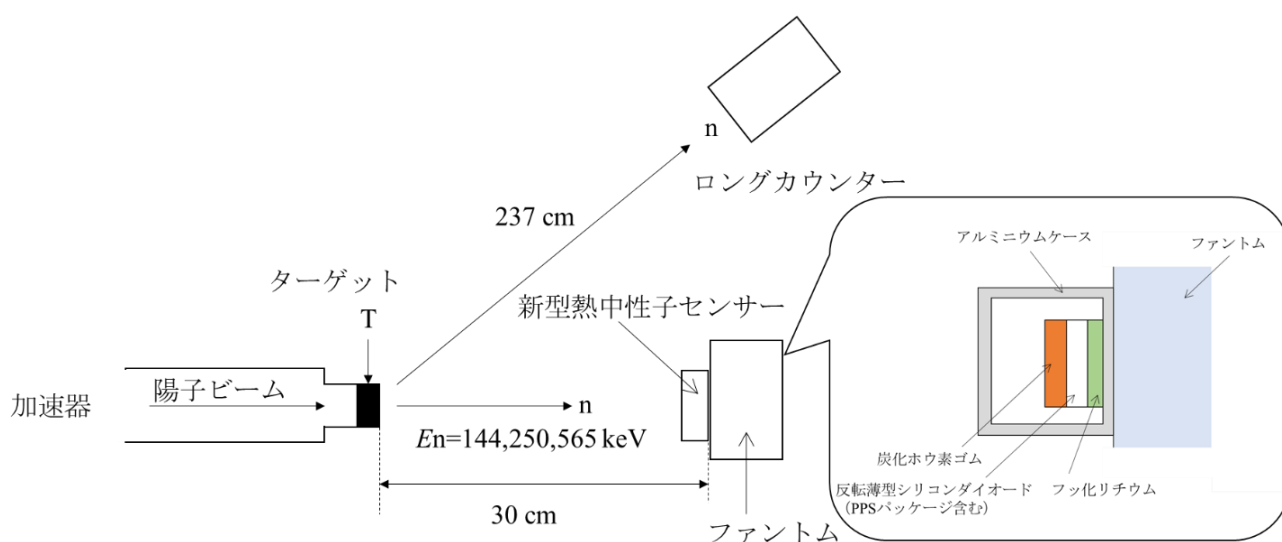 n
ロングカウンター
237 cm
ターゲット
T
新型熱中性子センサー
加速器
陽子ビーム
n
En=144,250,565 keV
30 cm
ファントム
アルミニウムケース
ファントム
炭化ホウ素ゴム
反転薄型シリコンダイオード
(PPSパッケージ含む)
フッ化リチウム